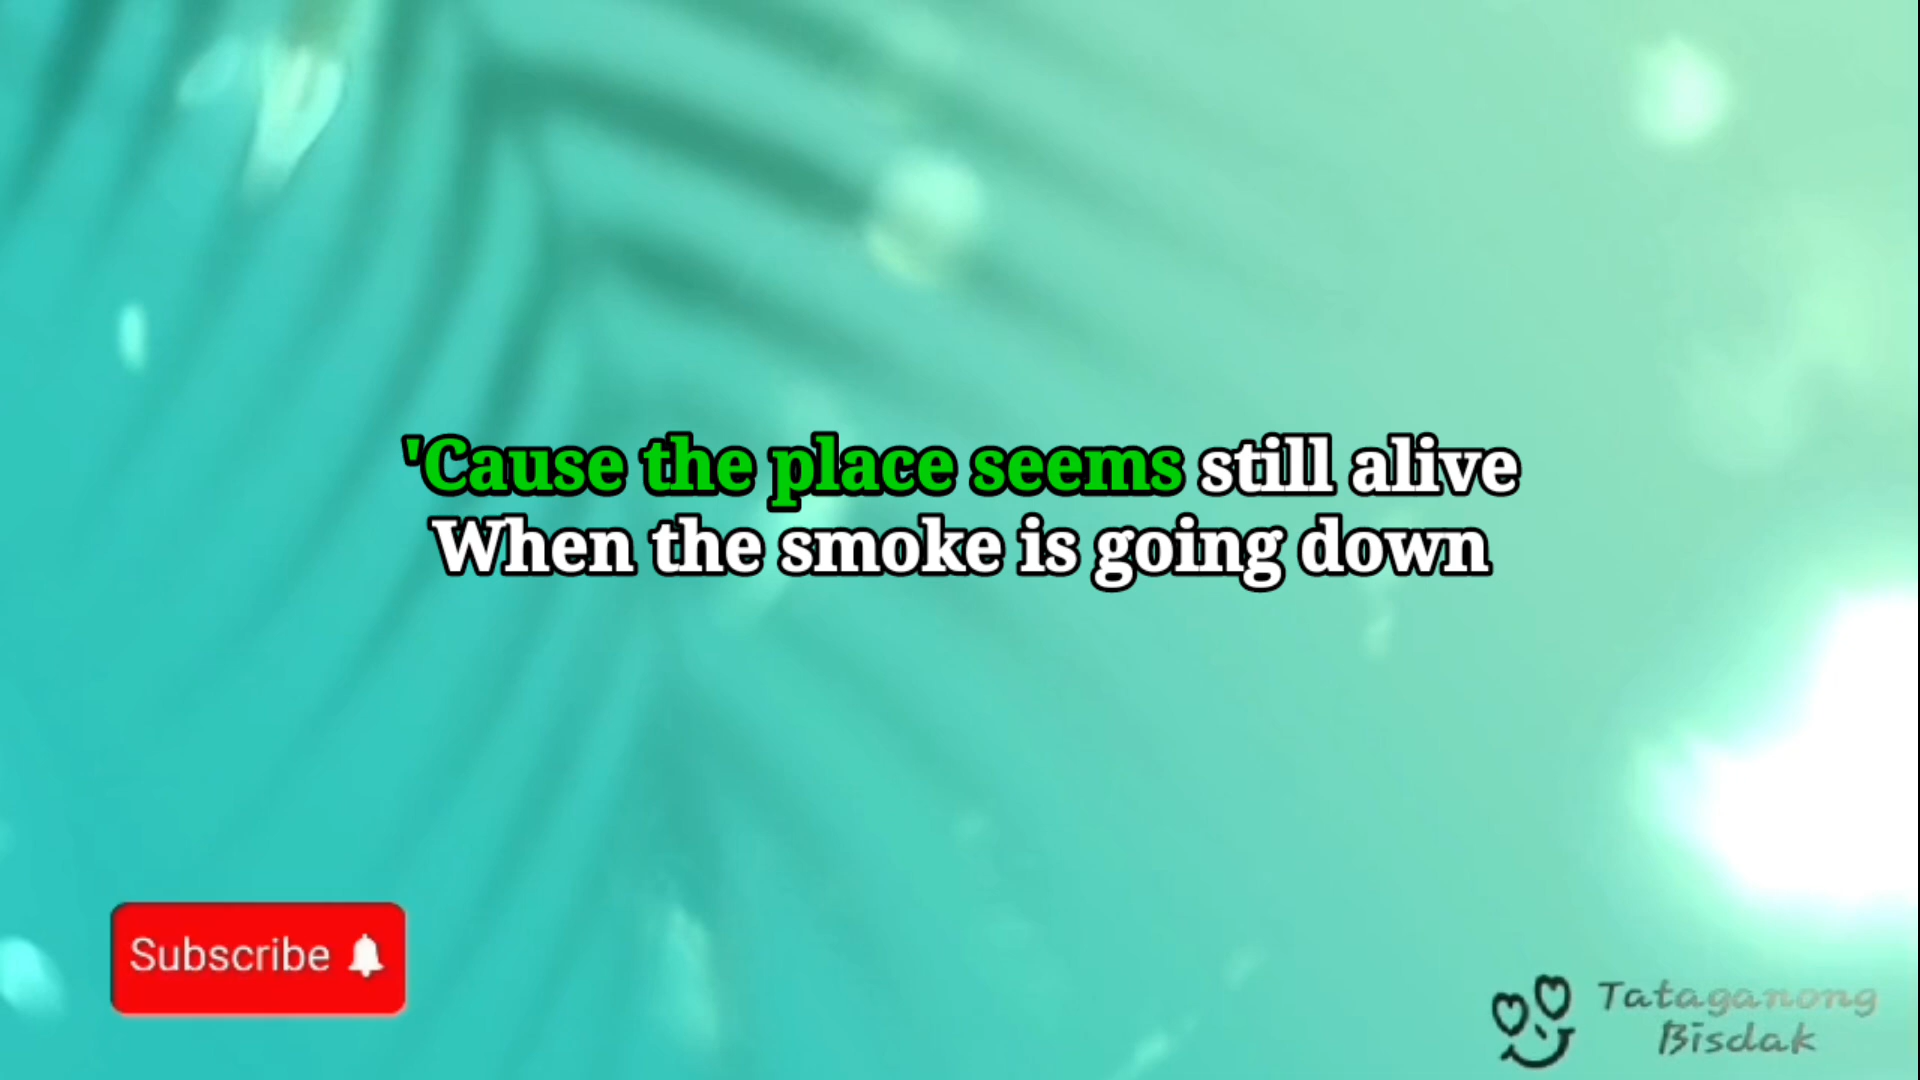 'Cause the place seems still alive
When the smoke is going down
Subscribe
Tataganong
Bisdak